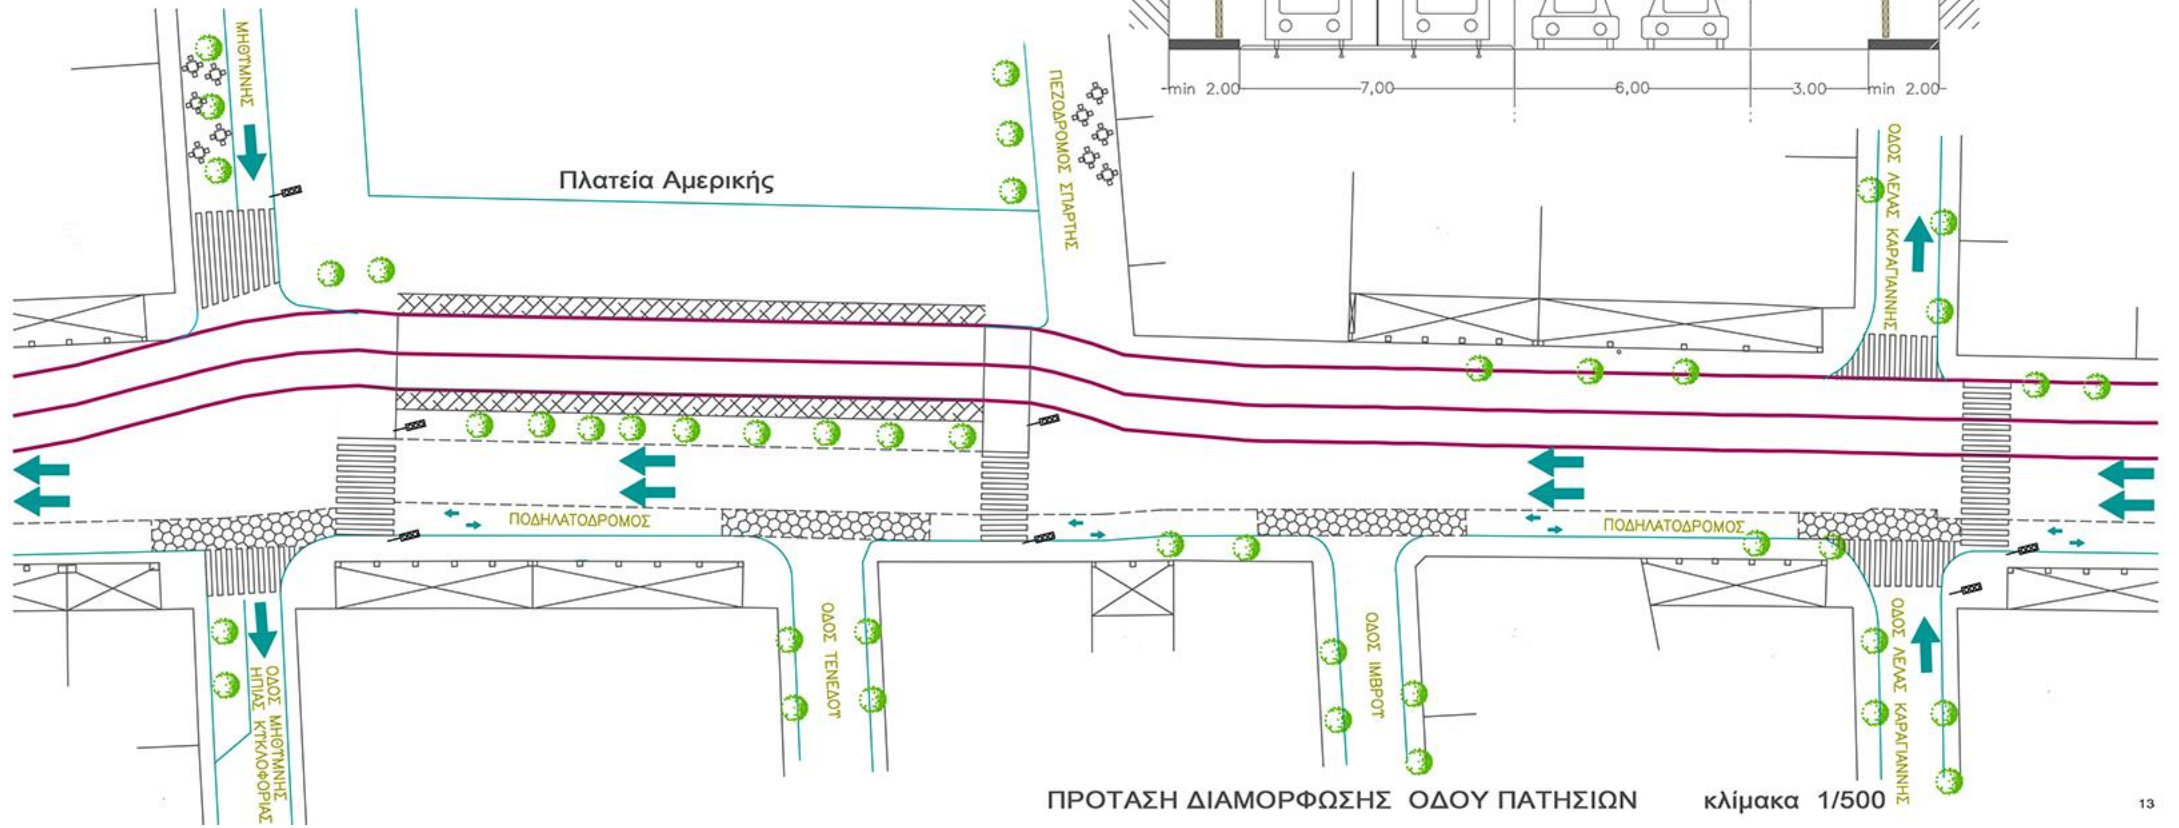 min 2.00
7,00
6,00
3.00
min 2.00
ΜΗΘΥΜΝΗΣ
Πλατεία Αμερικής
ΠΕΖΟΔΡΟΜΟΣ ΣΠΑΡΤΗΣ
ΟΔΟΣ ΛΕΛΑΣ ΚΑΡΑΓΙΑΝΝΗΣ
ΠΟΔΗΛΑΤΟΔΡΟΜΟΣ
ΠΟΔΗΛΑΤΟΔΡΟΜΟΣ
ΟΔΟΣ ΜΗΘΥΜΝΗΣ
ΗΠΙΑΣ ΚΥΚΛΟΦΟΡΙΑΣ
ΟΔΟΣ ΤΕΝΕΔΟΥ
ΟΔΟΣ ΙΜΒΡΟΥ
ΟΔΟΣ ΛΕΛΑΣ ΚΑΡΑΓΙΑΝΝΗΣ
ΠΡΟΤΑΣΗ ΔΙΑΜΟΡΦΩΣΗΣ ΟΔΟΥ ΠΑΤΗΣΙΩΝ κλίμακα 1/500
13